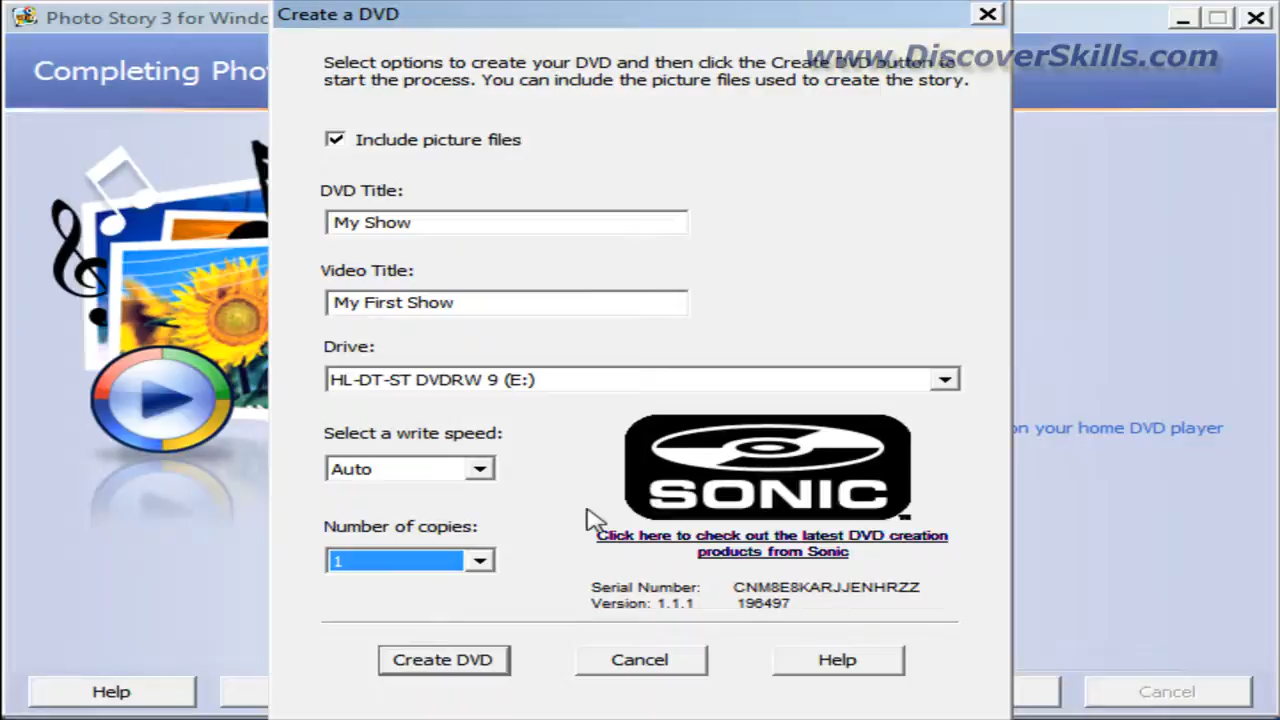 Photo Story 3 for Windo
Create a DVD
www.DiscoverSkills.com
Completing Pho
Select options to create your DVD and then click the Create DVD button to
start the process. You can include the picture files used to create the story.
Include picture files
DVD Title:
My Show
Video Title:
My First Show
Drive:
HL-DT-ST DVDRW 9 (E:)
on your home DVD player
Select a write speed:
Auto
SONIC
Number of copies:
1
Click here to check out the latest DVD creation
products from Sonic
Serial Number: CNM8E8KARJJENHRZZ
Version: 1.1.1 196497
Create DVD
Cancel
Help
Help
Cancel